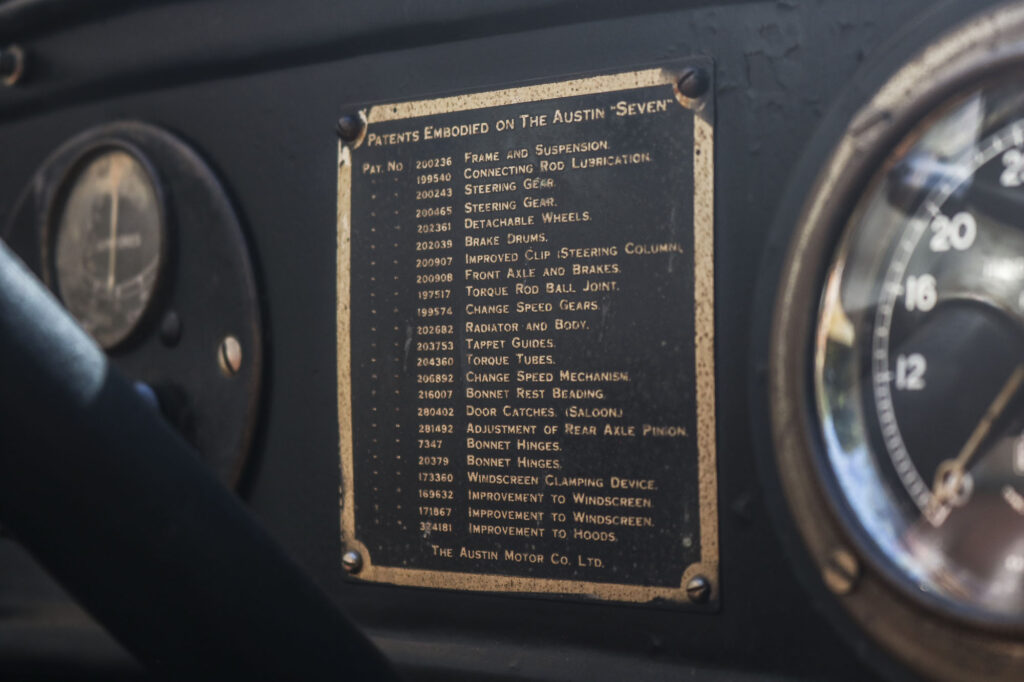 PATENTS EMBODIED ON THE AUSTIN "SEVEN"
PAT. NO 200236 FRAME AND SUSPENSION.
" " 199540 CONNECTING ROD LUBRICATION.
" " 200243 STEERING GEAR.
" " 200465 STEERING GEAR.
" " 202361 DETACHABLE WHEELS.
" " 202039 BRAKE DRUMS.
" " 200907 IMPROVED CLIP (STEERING COLUMN)
" " 200908 FRONT AXLE AND BRAKES.
" " 197517 TORQUE ROD BALL JOINT.
" " 199574 CHANGE SPEED GEARS.
" " 202682 RADIATOR AND BODY.
" " 203753 TAPPET GUIDES.
" " 204360 TORQUE TUBES.
" " 206892 CHANGE SPEED MECHANISM.
" " 216007 BONNET REST BEADING.
" " 280402 DOOR CATCHES. (SALOON.)
" " 281492 ADJUSTMENT OF REAR AXLE PINION.
" " 7347 BONNET HINGES.
" " 20379 BONNET HINGES.
" " 173360 WINDSCREEN CLAMPING DEVICE.
" " 169632 IMPROVEMENT TO WINDSCREEN.
" " 171867 IMPROVEMENT TO WINDSCREEN.
" " 324181 IMPROVEMENT TO HOODS.
THE AUSTIN MOTOR CO. LTD.
20
16
12